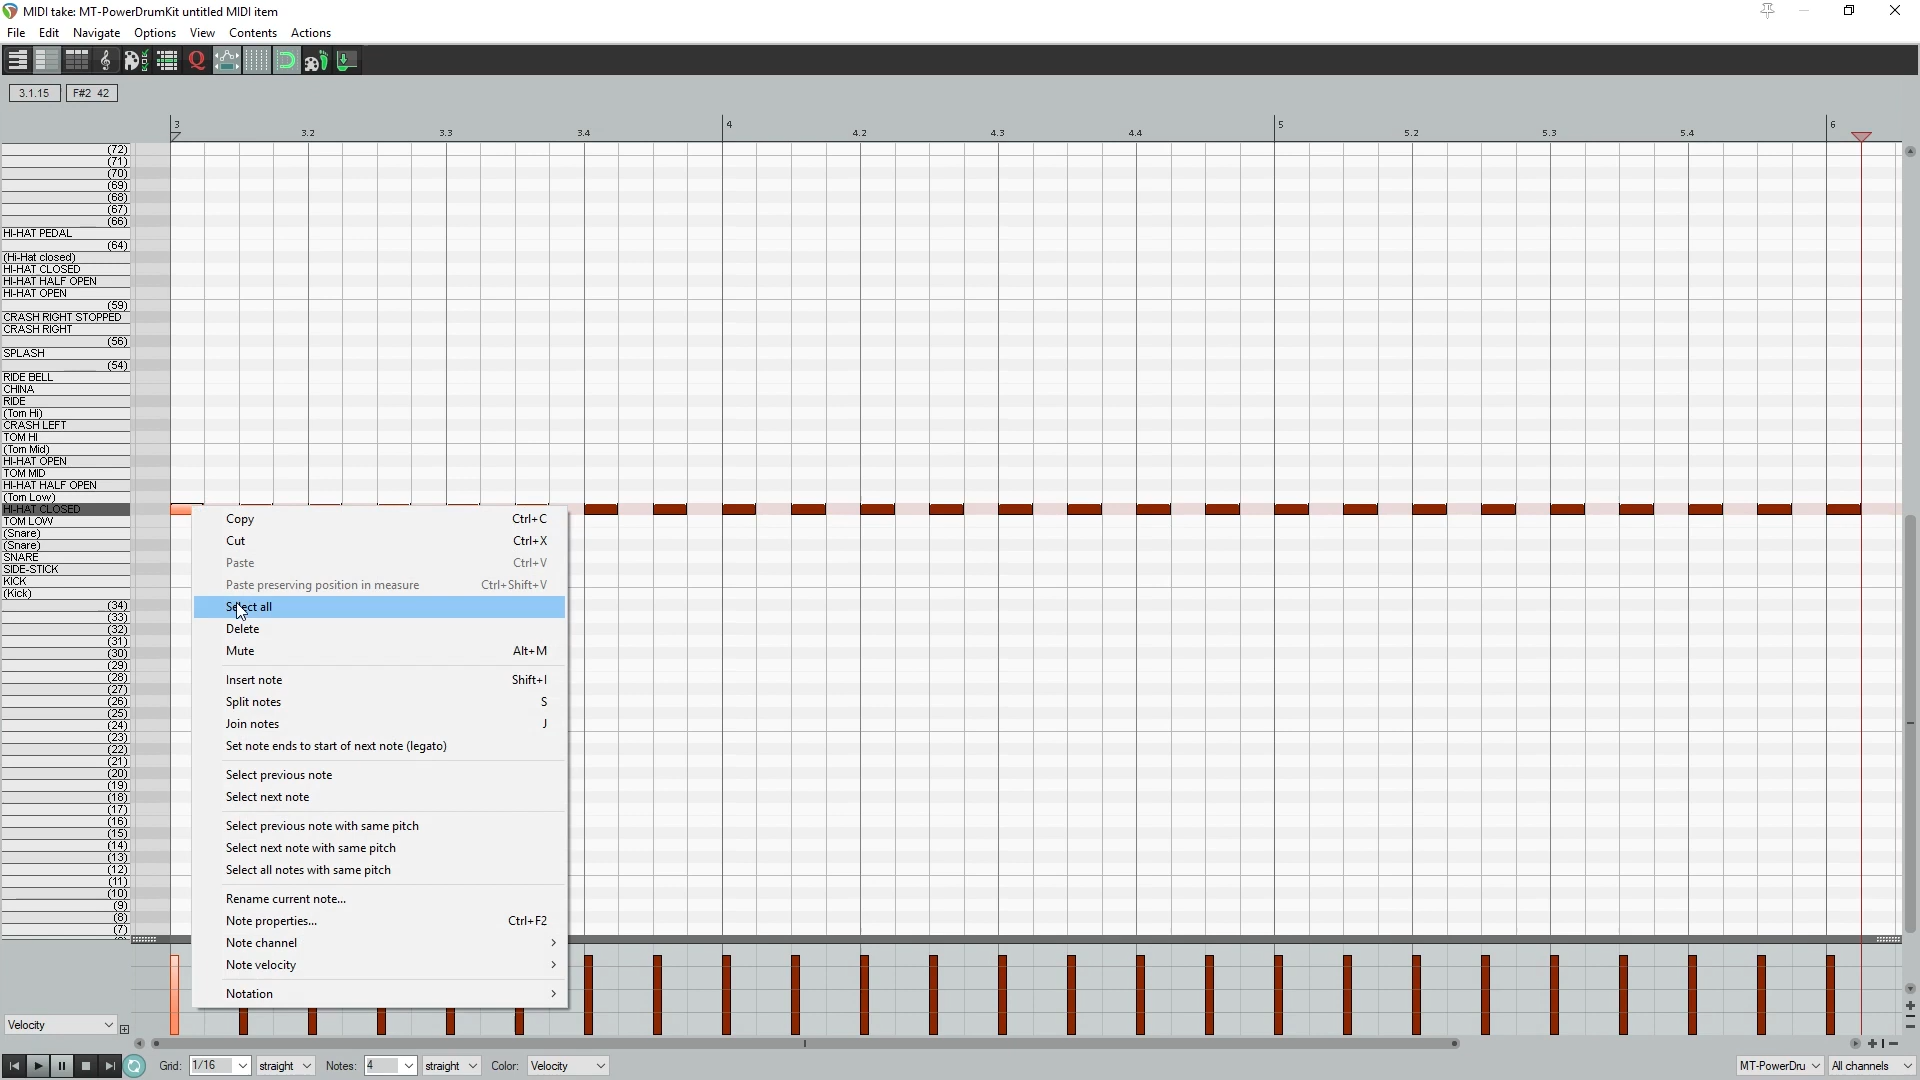 MIDI take: MT-PowerDrumKit untitled MIDI item
File Edit Navigate Options View Contents Actions
3.1.15 F#2 42
3 3.2 3.3 3.4 4 4.2 4.3 4.4 5 5.2 5.3 5.4 6
(72)
(71)
(70)
(69)
(68)
(67)
(66)
HI-HAT PEDAL
(64)
(Hi-Hat closed)
HI-HAT CLOSED
HI-HAT HALF OPEN
HI-HAT OPEN
(59)
CRASH RIGHT STOPPED
CRASH RIGHT
(56)
SPLASH
(54)
RIDE BELL
CHINA
RIDE
(Tom Hi)
CRASH LEFT
TOM HI
(Tom Mid)
HI-HAT OPEN
TOM MID
HI-HAT HALF OPEN
(Tom Low)
HI-HAT CLOSED
TOM LOW
(Snare)
(Snare)
SNARE
SIDE-STICK
KICK
(Kick)
(34)
(33)
(32)
(31)
(30)
(29)
(28)
(27)
(26)
(25)
(24)
(23)
(22)
(21)
(20)
(19)
(18)
(17)
(16)
(15)
(14)
(13)
(12)
(11)
(10)
(9)
(8)
(7)
Copy Ctrl+C
Cut Ctrl+X
Paste Ctrl+V
Paste preserving position in measure Ctrl+Shift+V
Select all
Delete
Mute Alt+M
Insert note Shift+I
Split notes S
Join notes J
Set note ends to start of next note (legato)
Select previous note
Select next note
Select previous note with same pitch
Select next note with same pitch
Select all notes with same pitch
Rename current note...
Note properties... Ctrl+F2
Note channel
Note velocity
Notation
Velocity
Grid: 1/16 straight Notes: 4 straight Color: Velocity MT-PowerDru All channels